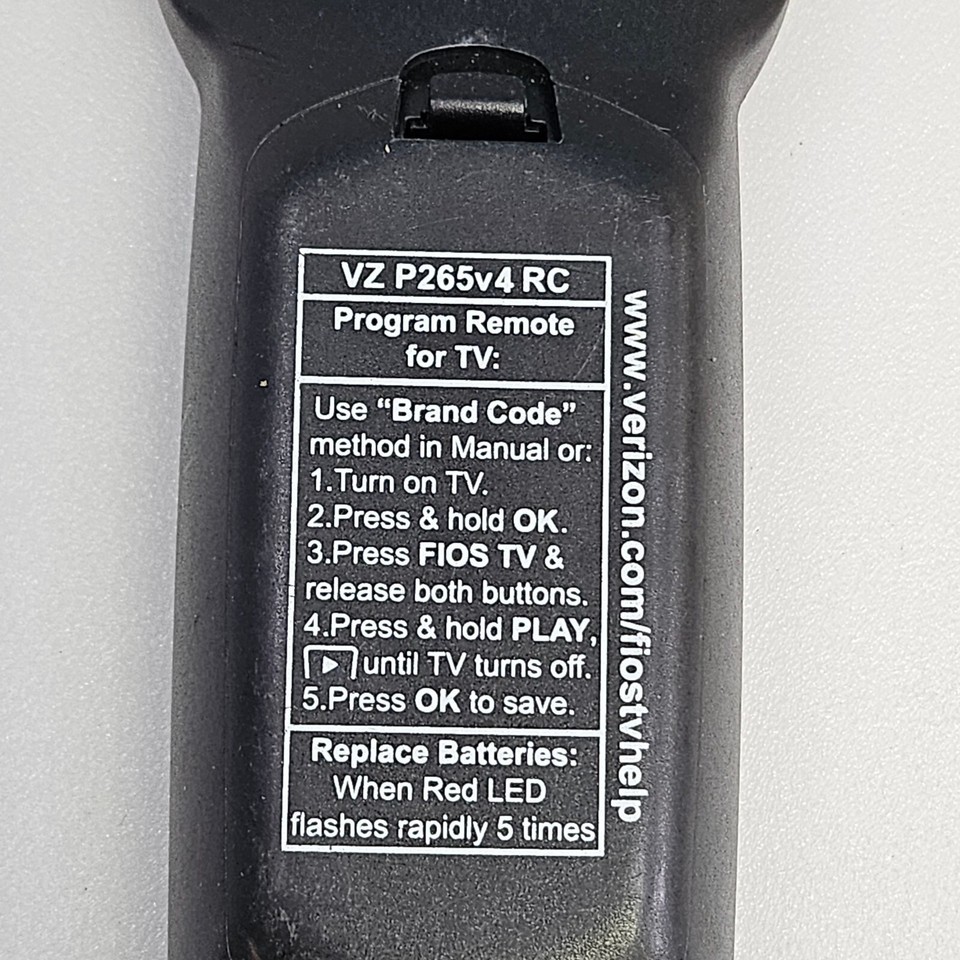 VZ P265v4 RC
Program Remote
for TV:
Use “Brand Code”
method in Manual or:
1.Turn on TV.
2.Press & hold OK.
3.Press FIOS TV &
release both buttons.
4.Press & hold PLAY,
until TV turns off.
5.Press OK to save.
Replace Batteries:
When Red LED
flashes rapidly 5 times
www.verizon.com/fiostvhelp